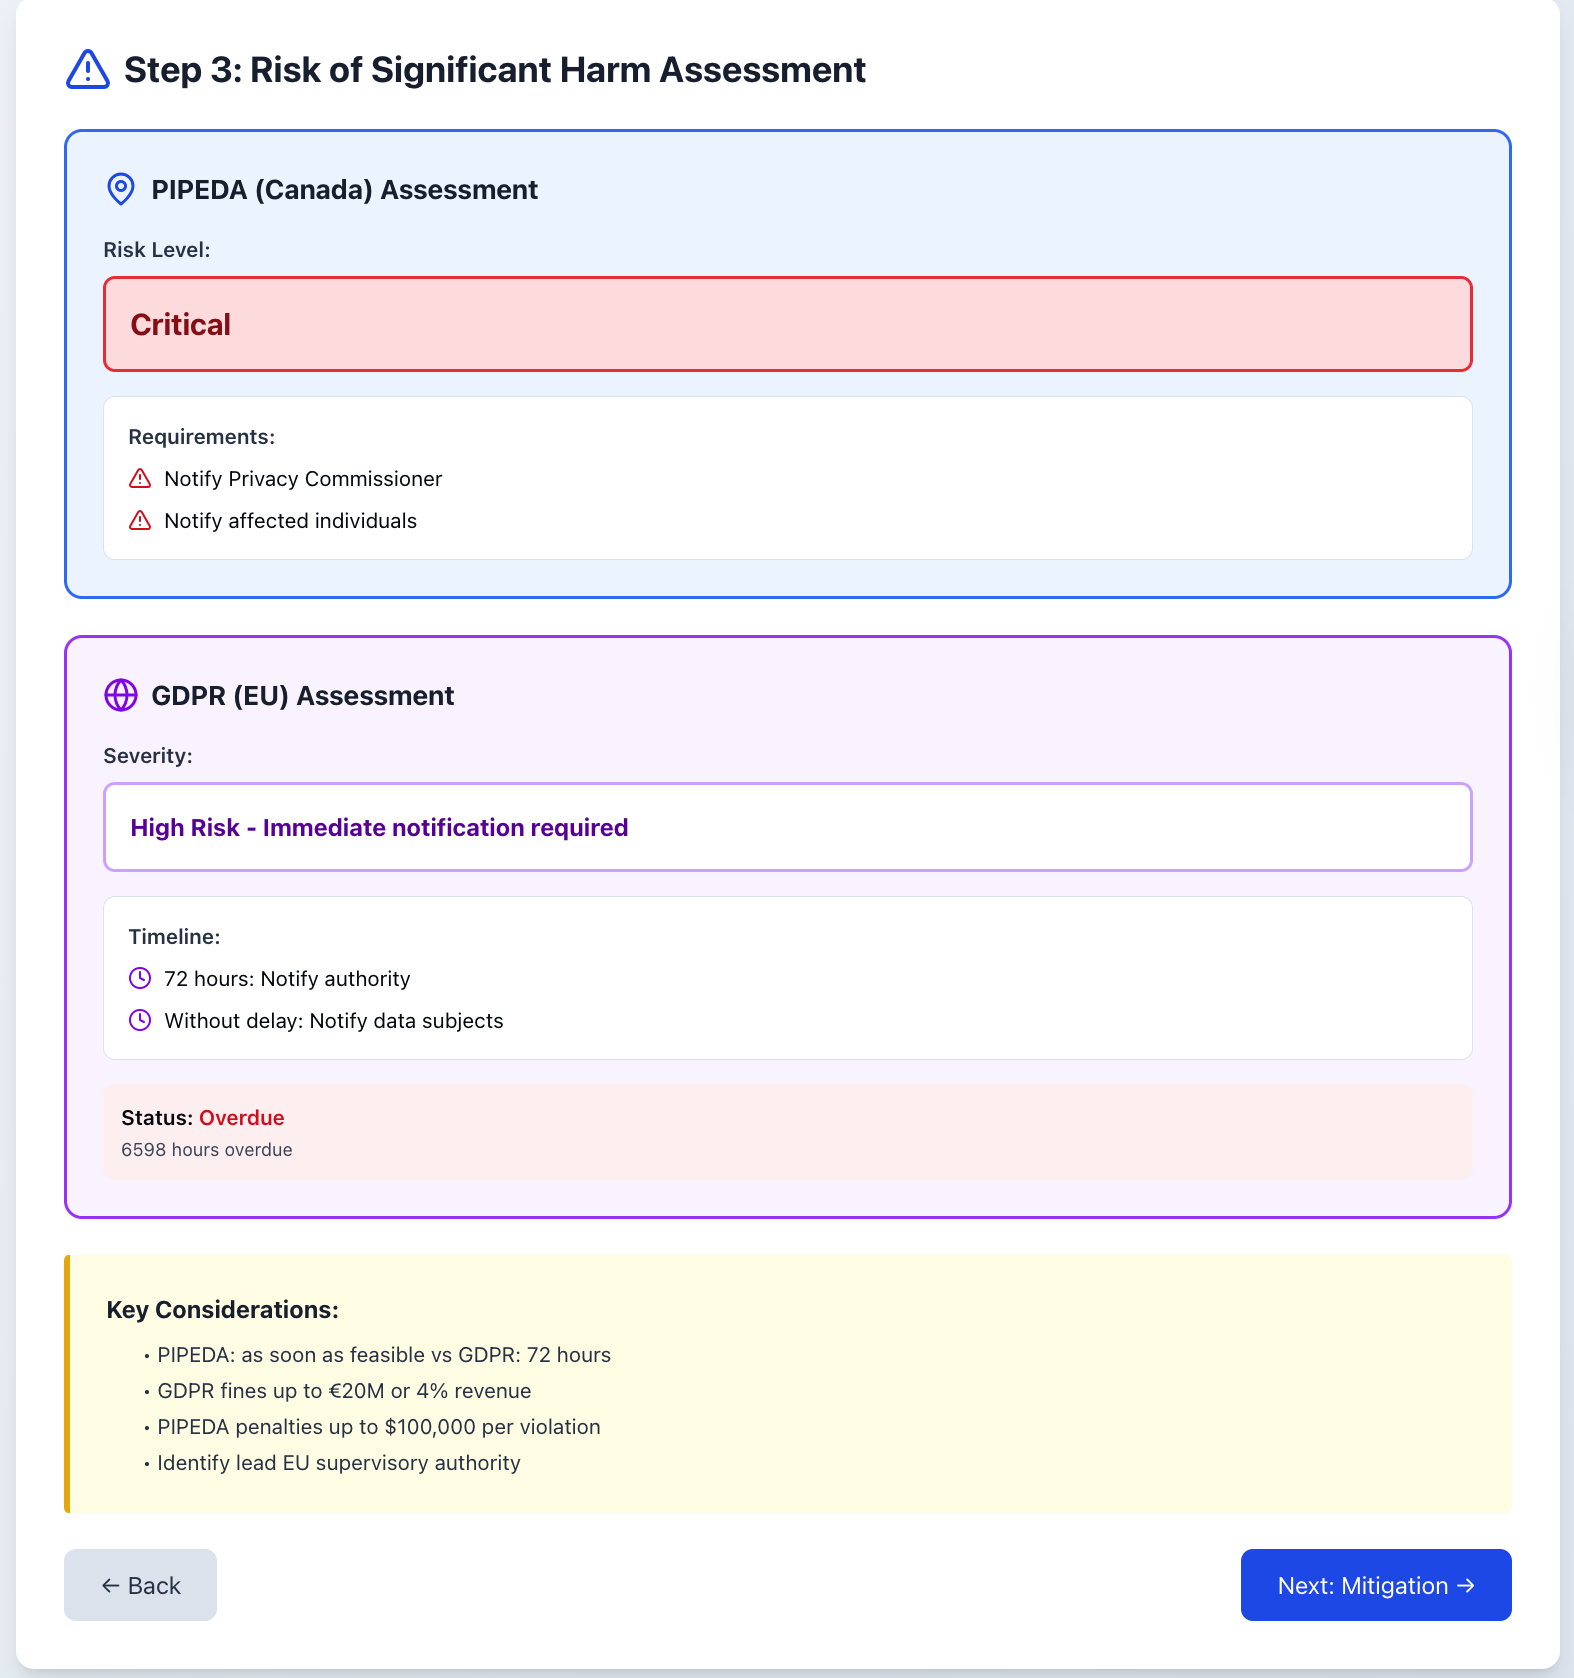 Step 3: Risk of Significant Harm Assessment
PIPEDA (Canada) Assessment
Risk Level:
Critical
Requirements:
Notify Privacy Commissioner
Notify affected individuals
GDPR (EU) Assessment
Severity:
High Risk - Immediate notification required
Timeline:
72 hours: Notify authority
Without delay: Notify data subjects
Status: Overdue
6598 hours overdue
Key Considerations:
• PIPEDA: as soon as feasible vs GDPR: 72 hours
• GDPR fines up to €20M or 4% revenue
• PIPEDA penalties up to $100,000 per violation
• Identify lead EU supervisory authority
← Back
Next: Mitigation →